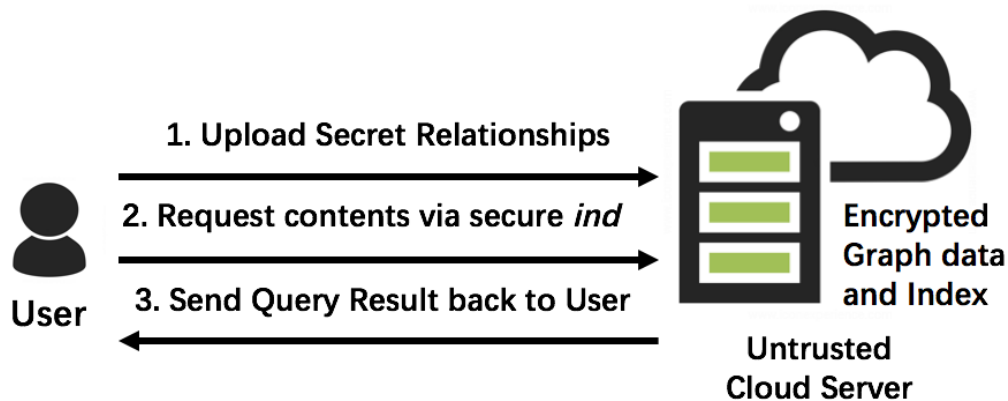 1. Upload Secret Relationships
2. Request contents via secure ind
3. Send Query Result back to User
User
Encrypted
Graph data
and Index
Untrusted
Cloud Server